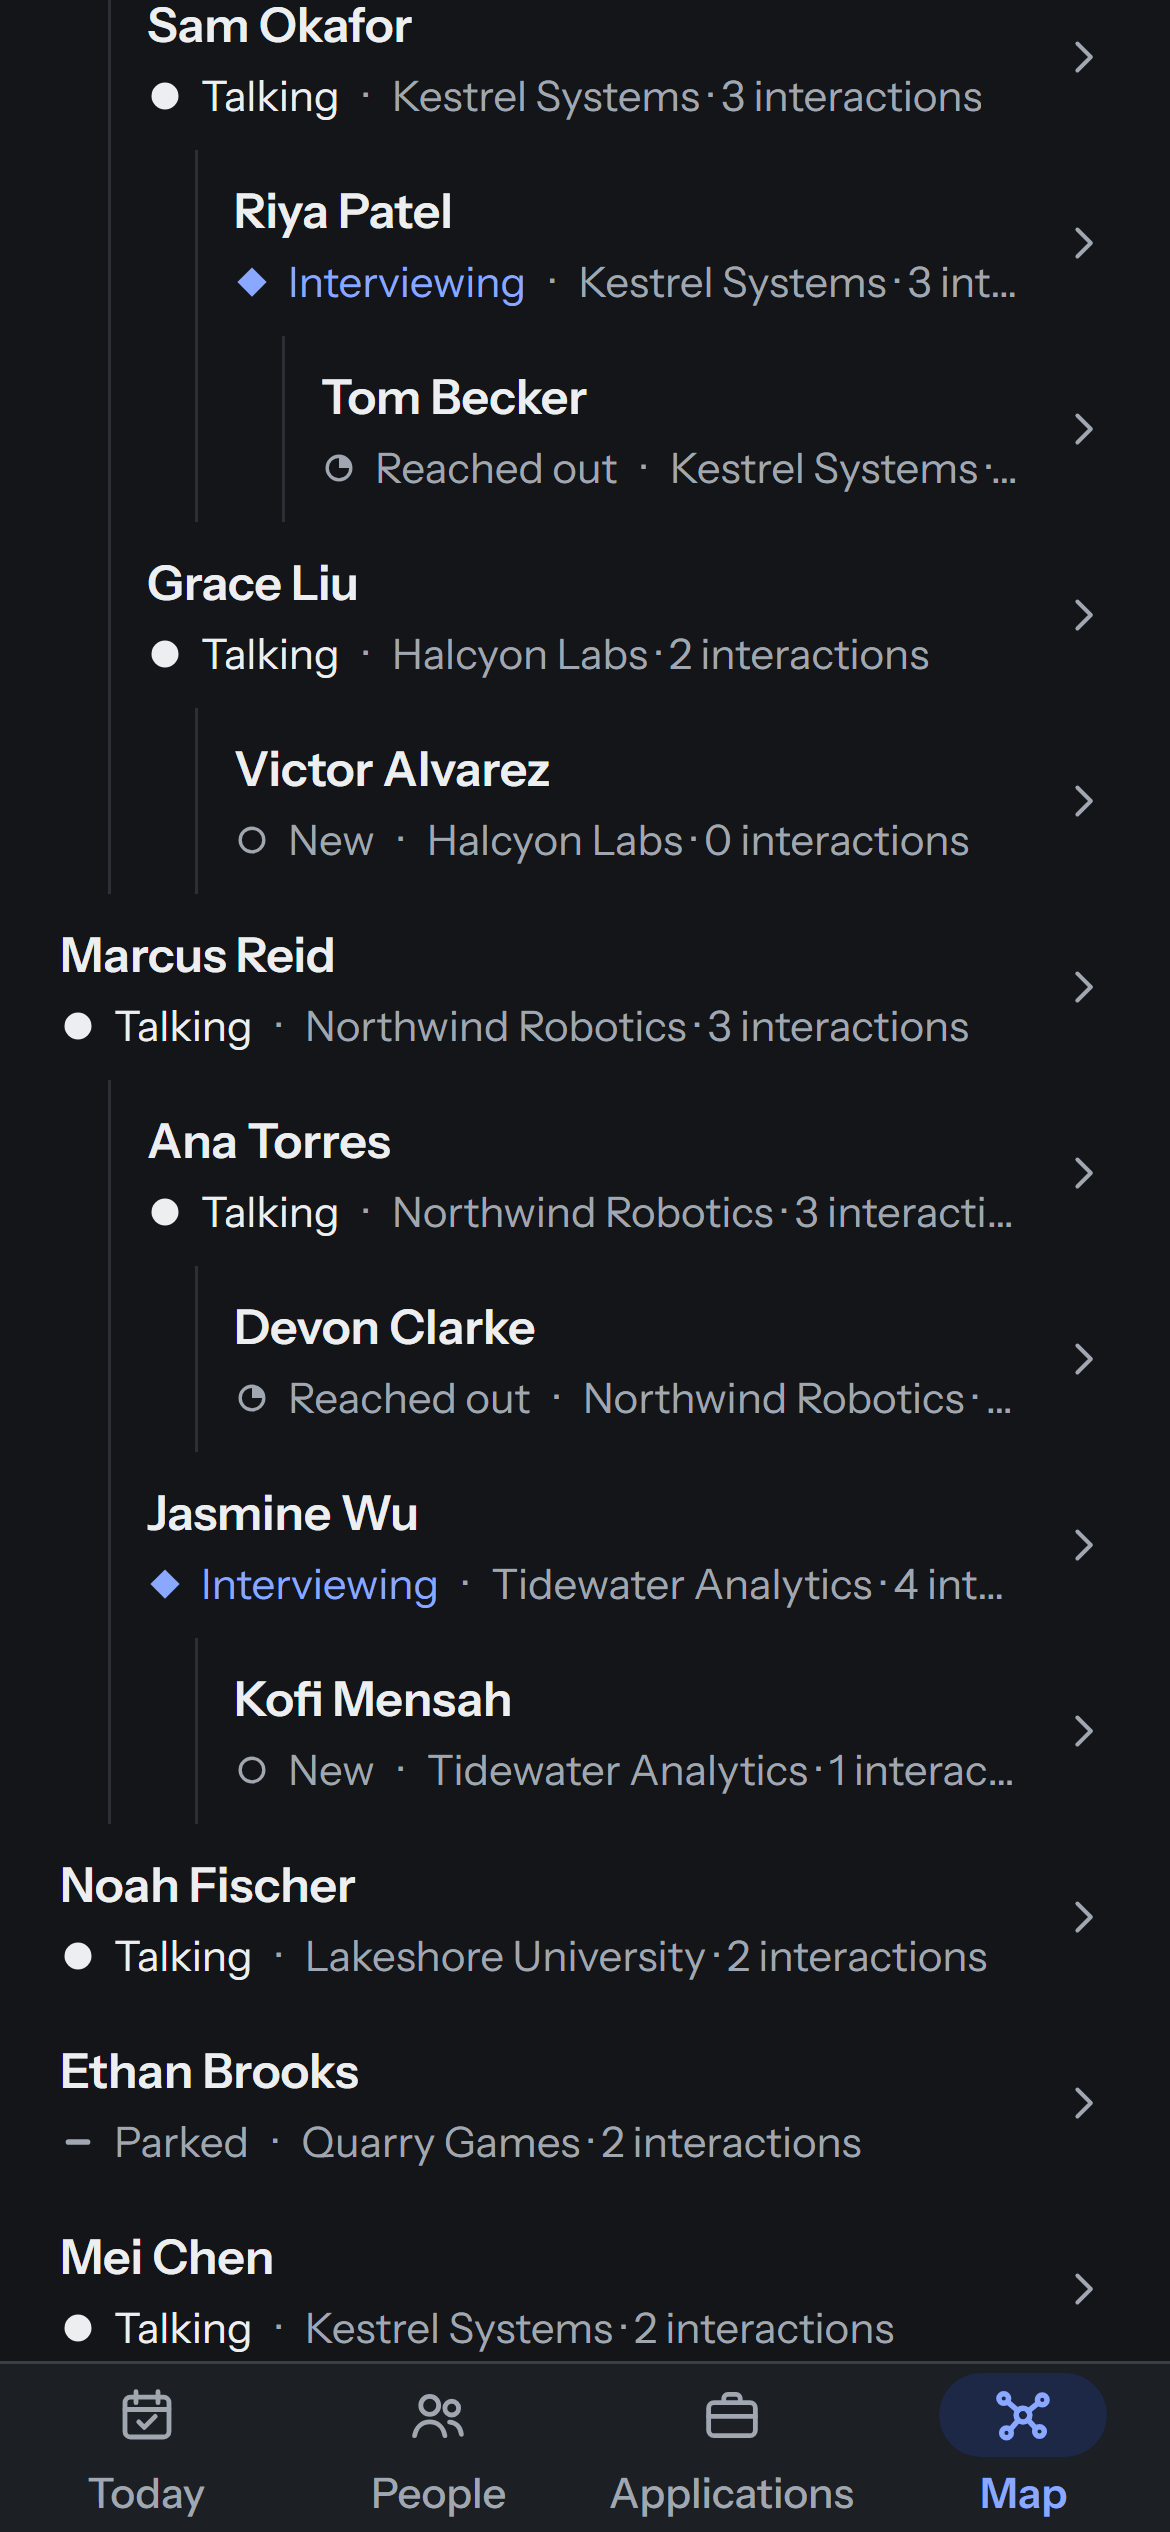 Sam Okafor
Talking · Kestrel Systems · 3 interactions
Riya Patel
Interviewing · Kestrel Systems · 3 int...
Tom Becker
Reached out · Kestrel Systems ·...
Grace Liu
Talking · Halcyon Labs · 2 interactions
Victor Alvarez
New · Halcyon Labs · 0 interactions
Marcus Reid
Talking · Northwind Robotics · 3 interactions
Ana Torres
Talking · Northwind Robotics · 3 interacti...
Devon Clarke
Reached out · Northwind Robotics · ...
Jasmine Wu
Interviewing · Tidewater Analytics · 4 int...
Kofi Mensah
New · Tidewater Analytics · 1 interac...
Noah Fischer
Talking · Lakeshore University · 2 interactions
Ethan Brooks
Parked · Quarry Games · 2 interactions
Mei Chen
Talking · Kestrel Systems · 2 interactions
Today People Applications Map